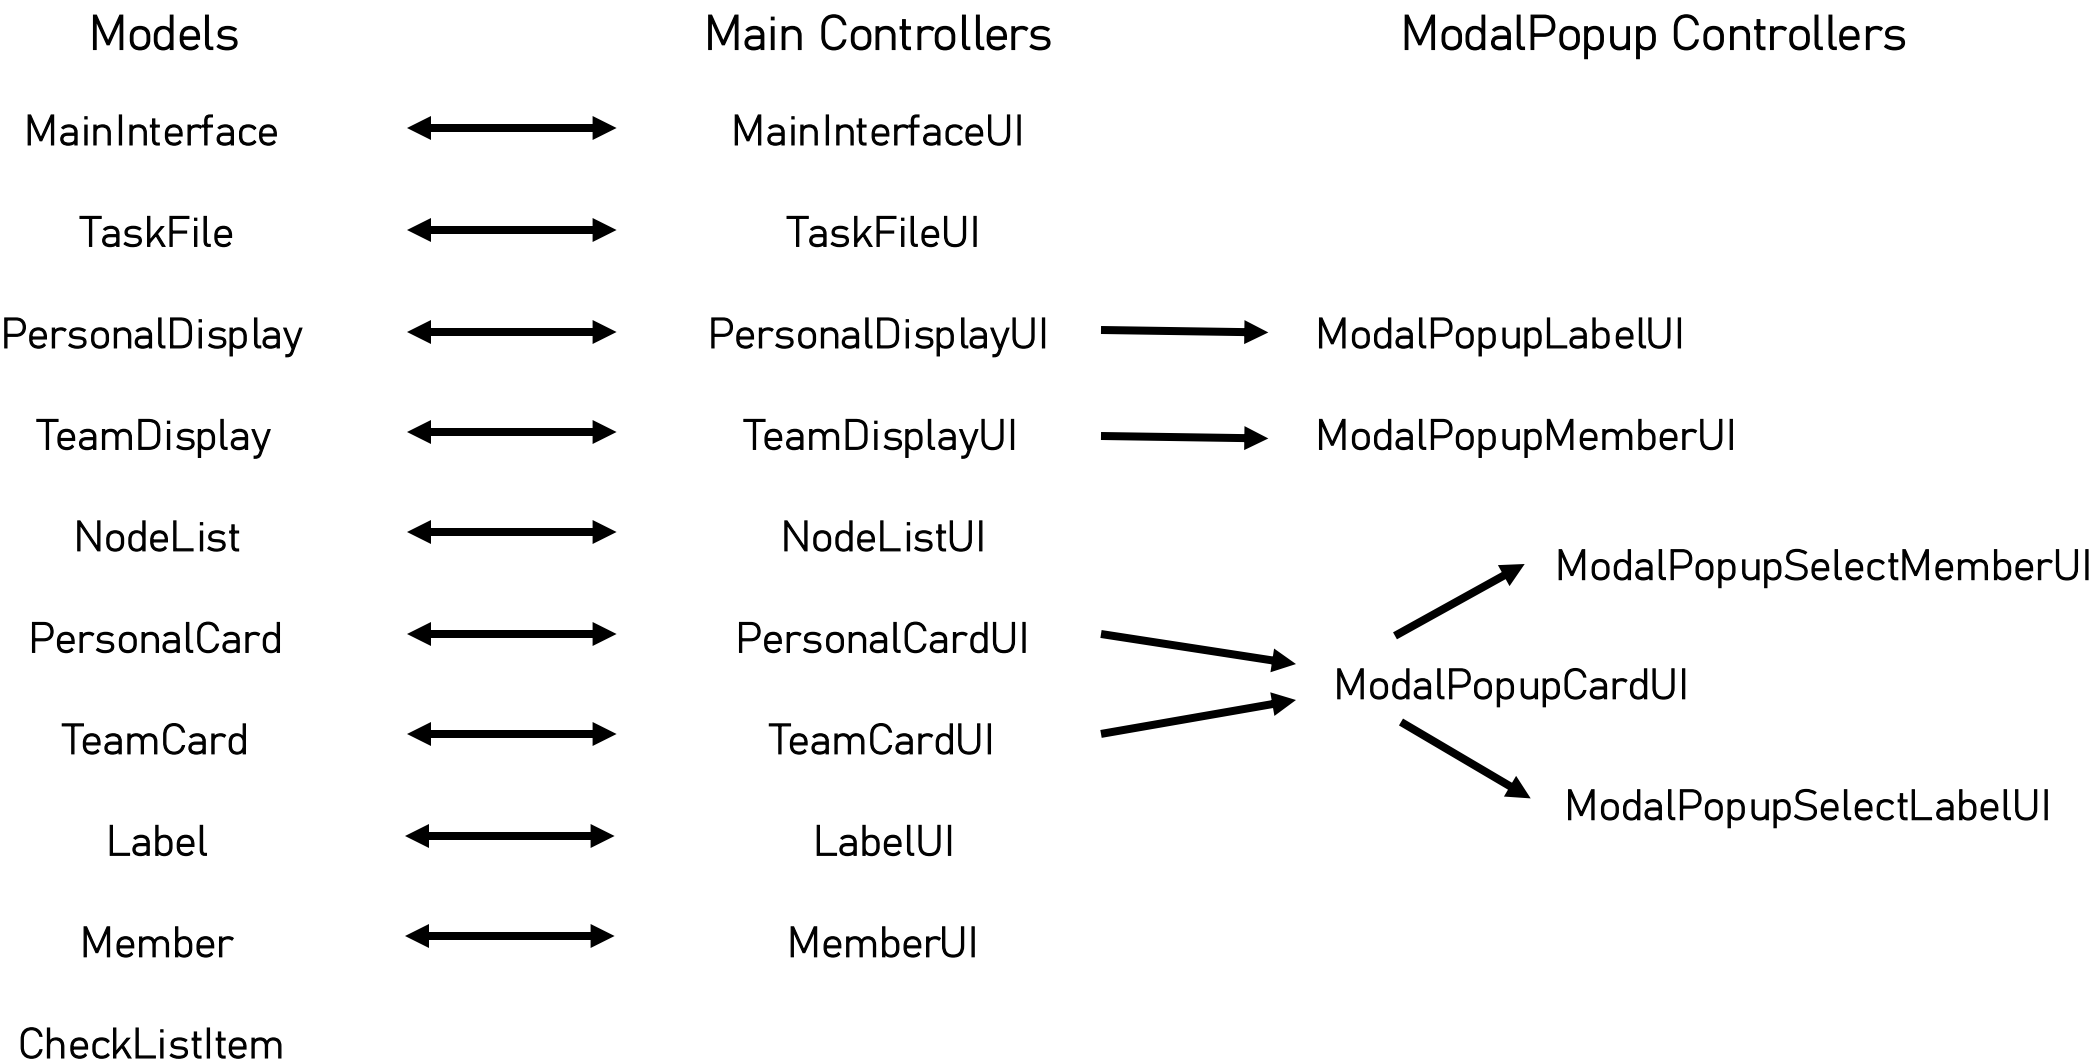 Models
Main Controllers
ModalPopup Controllers
MainInterface
MainInterfaceUI
TaskFile
TaskFileUI
PersonalDisplay
PersonalDisplayUI
ModalPopupLabelUI
TeamDisplay
TeamDisplayUI
ModalPopupMemberUI
NodeList
NodeListUI
ModalPopupSelectMemberUI
PersonalCard
PersonalCardUI
ModalPopupCardUI
TeamCard
TeamCardUI
ModalPopupSelectLabelUI
Label
LabelUI
Member
MemberUI
CheckListItem